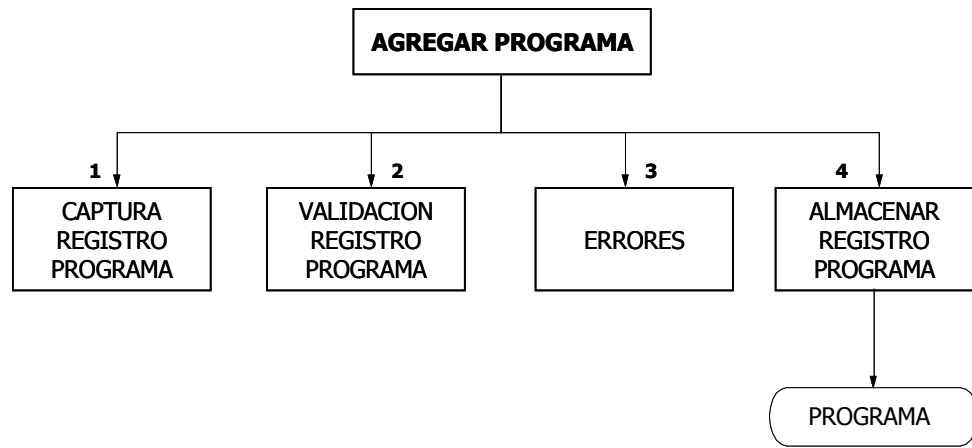 AGREGAR PROGRAMA
1
2
3
4
CAPTURA
REGISTRO
PROGRAMA
VALIDACION
REGISTRO
PROGRAMA
ERRORES
ALMACENAR
REGISTRO
PROGRAMA
PROGRAMA